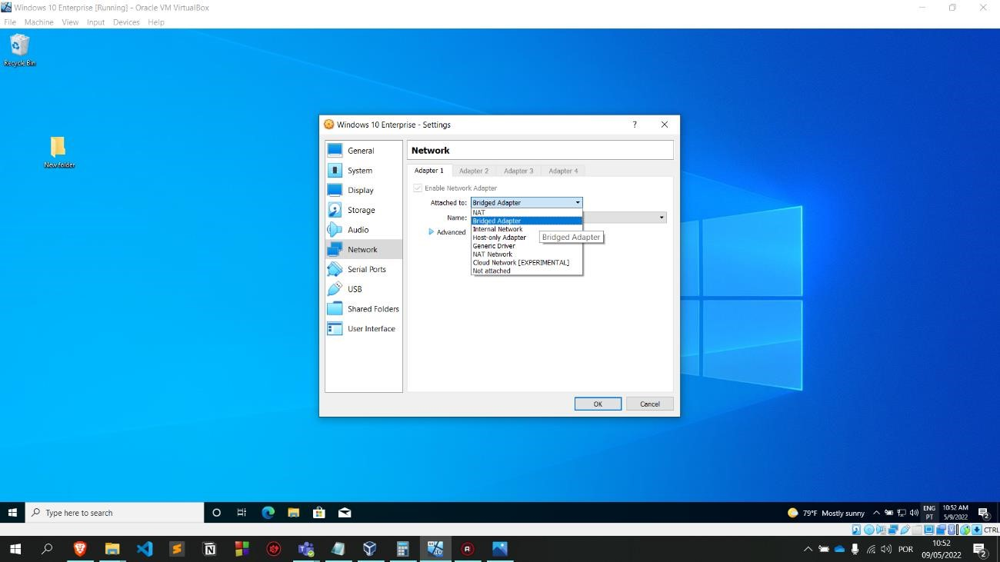 Windows 10 Enterprise [Running] - Oracle VM VirtualBox
File Machine View Input Devices Help
Recycle Bin
New folder
Windows 10 Enterprise - Settings ?
General
System
Display
Storage
Audio
Network
Serial Ports
USB
Shared Folders
User Interface
Network
Adapter 1 Adapter 2 Adapter 3 Adapter 4
Enable Network Adapter
Attached to: Bridged Adapter
Name:
Advanced
NAT
Bridged Adapter
Internal Network
Host-only Adapter
Generic Driver
NAT Network
Cloud Network [EXPERIMENTAL]
Not attached
Bridged Adapter
OK Cancel
Type here to search
79°F Mostly sunny
ENG
PT
10:52 AM
5/9/2022
2
CTRL
POR
10:52
09/05/2022
2